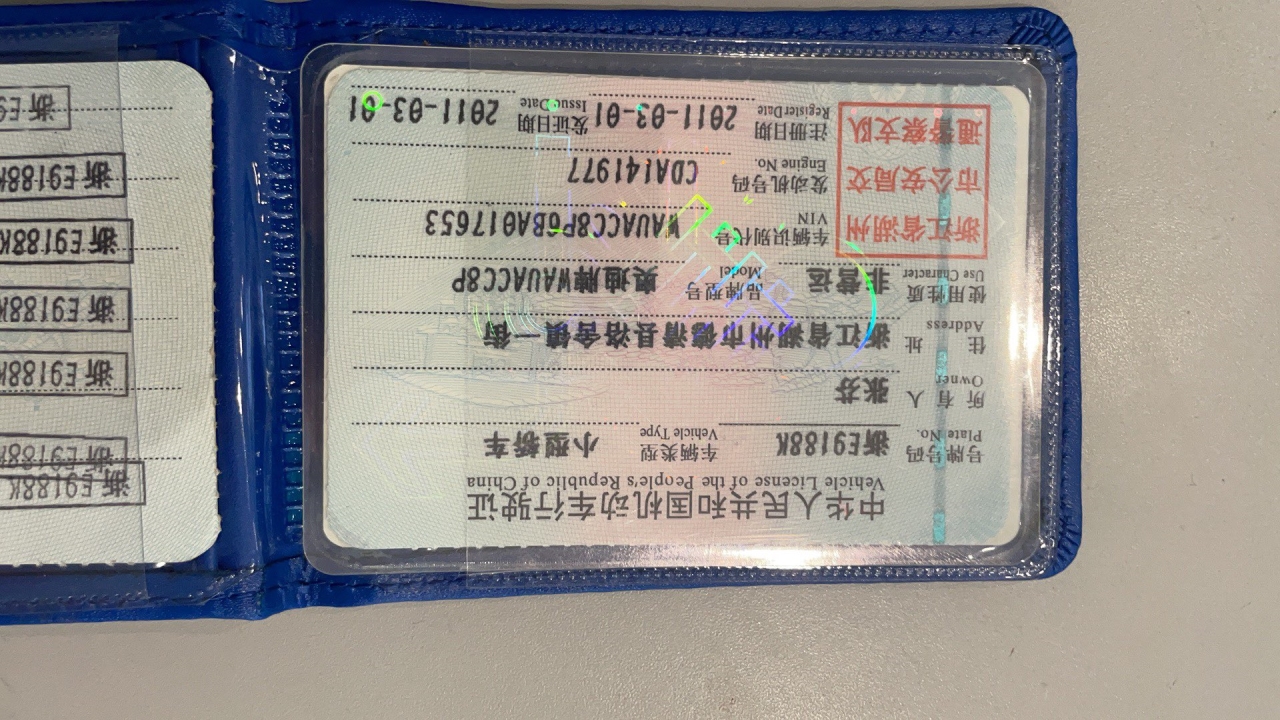 中华人民共和国机动车行驶证
Vehicle License of the People's Republic of China
号牌号码 浙E9188K 车辆类型 小型轿车
Plate No. Vehicle Type
所有人 张芬
Owner
住址 浙江省湖州市德清县洛舍镇 一街
Address
使用性质 非营运 品牌型号 奥迪牌WAUACC8P
Use Character Model
浙江省湖州
市公安局交
通警察支队
车辆识别代号 WAUACC8P6BA017653
VIN
发动机号码 CDA141977
Engine No.
注册日期 2011-03-01 发证日期 2011-03-01
Register Date Issue Date
浙E9188K
浙E9188K
浙E9188K
浙E9188K
浙E9188K
浙E9188K
浙E9